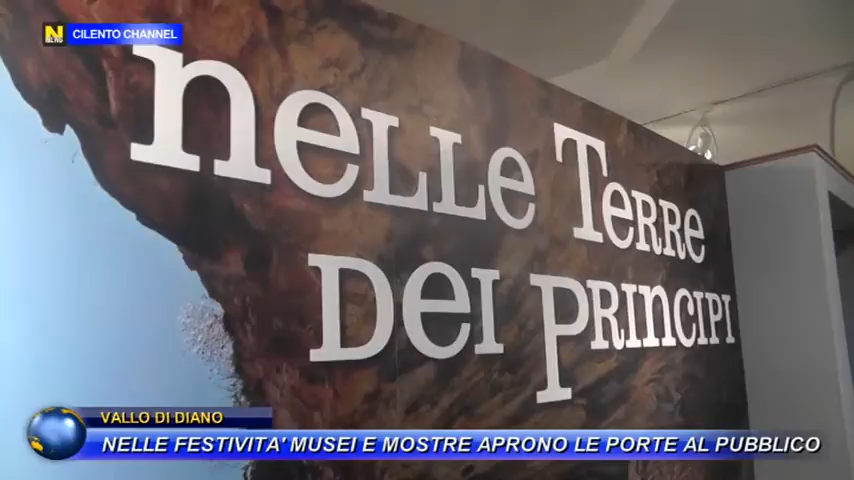 CILENTO CHANNEL
nelle Terre
dei principi
VALLO DI DIANO
NELLE FESTIVITA' MUSEI E MOSTRE APRONO LE PORTE AL PUBBLICO